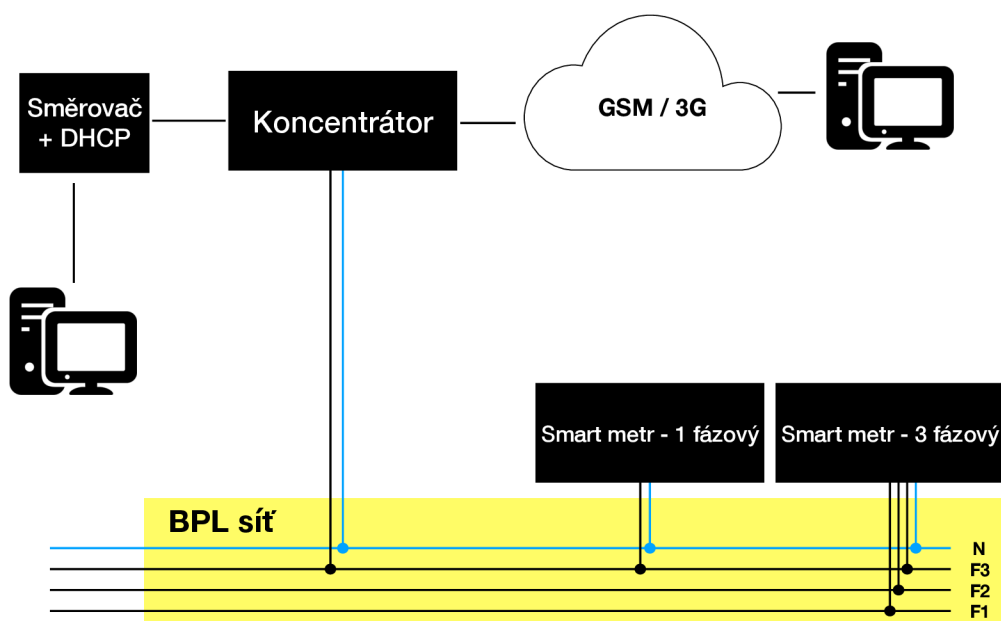 Směrovač
+ DHCP
Koncentrátor
GSM / 3G
Smart metr - 1 fázový
Smart metr - 3 fázový
BPL síť
N
F3
F2
F1